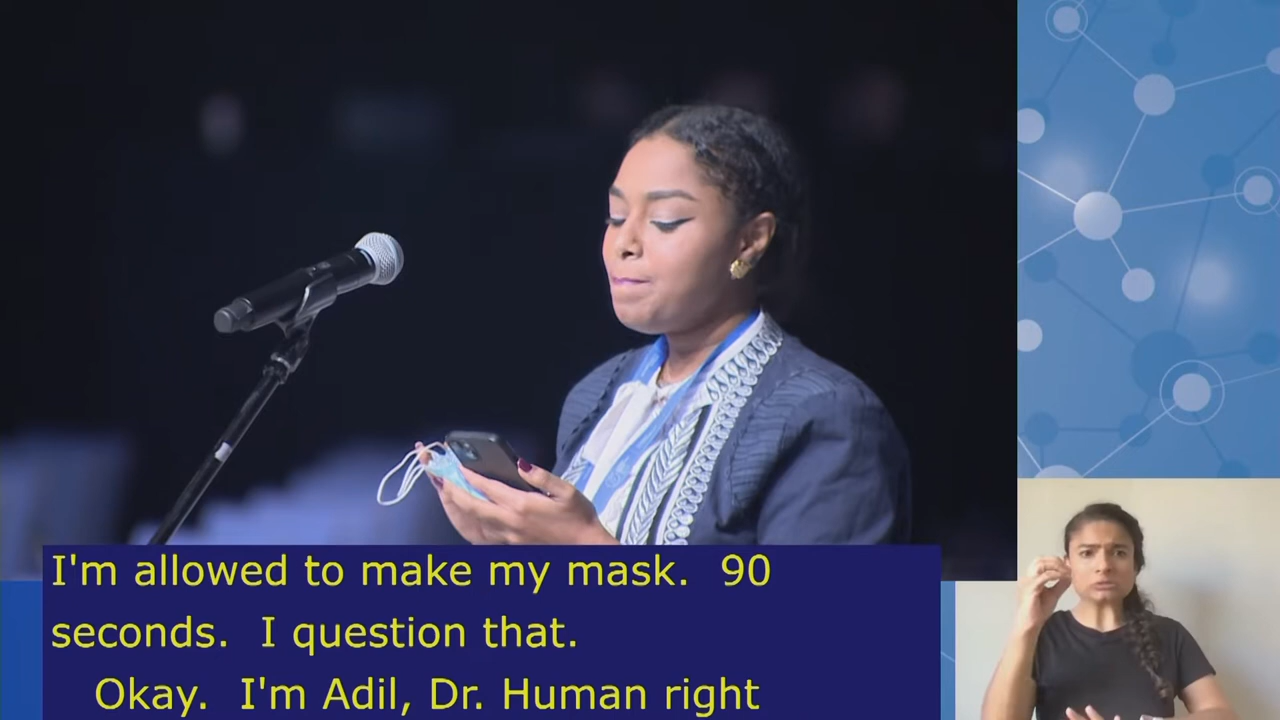 I'm allowed to make my mask.  90
seconds.  I question that.
Okay.  I'm Adil, Dr. Human right